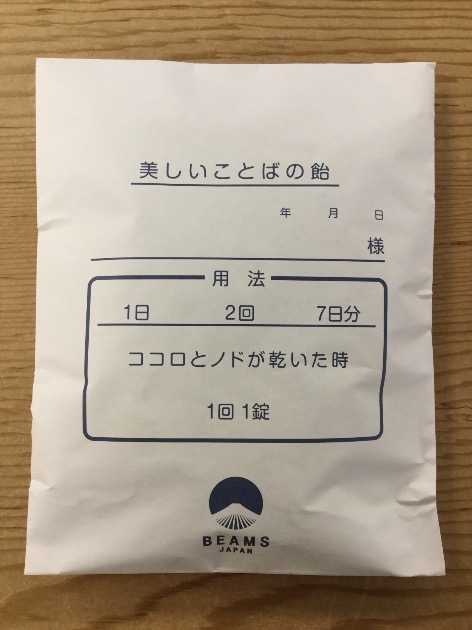 美しいことばの飴
年 月 日
様
用 法
1日 2回 7日分
ココロとノドが乾いた時
1回 1錠
BEAMS
JAPAN